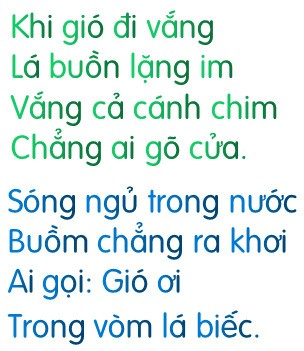 Khi gió đi vắng
Lá buồn lặng im
Vắng cả cánh chim
Chẳng ai gõ cửa.
Sóng ngủ trong nước
Buồm chẳng ra khơi
Ai gọi: Gió ơi
Trong vòm lá biếc.